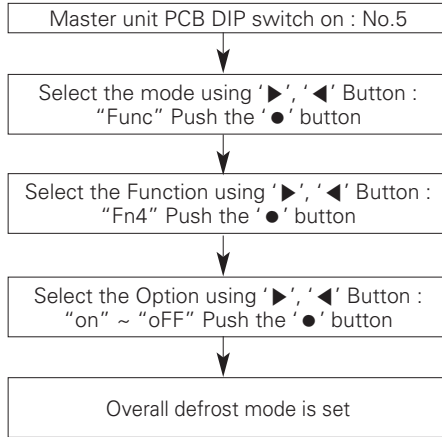 Master unit PCB DIP switch on : No.5
Select the mode using ‘▶’, ‘◀’ Button :
“Func” Push the ‘●’ button
Select the Function using ‘▶’, ‘◀’ Button :
“Fn4” Push the ‘●’ button
Select the Option using ‘▶’, ‘◀’ Button :
“on” ~ “oFF” Push the ‘●’ button
Overall defrost mode is set